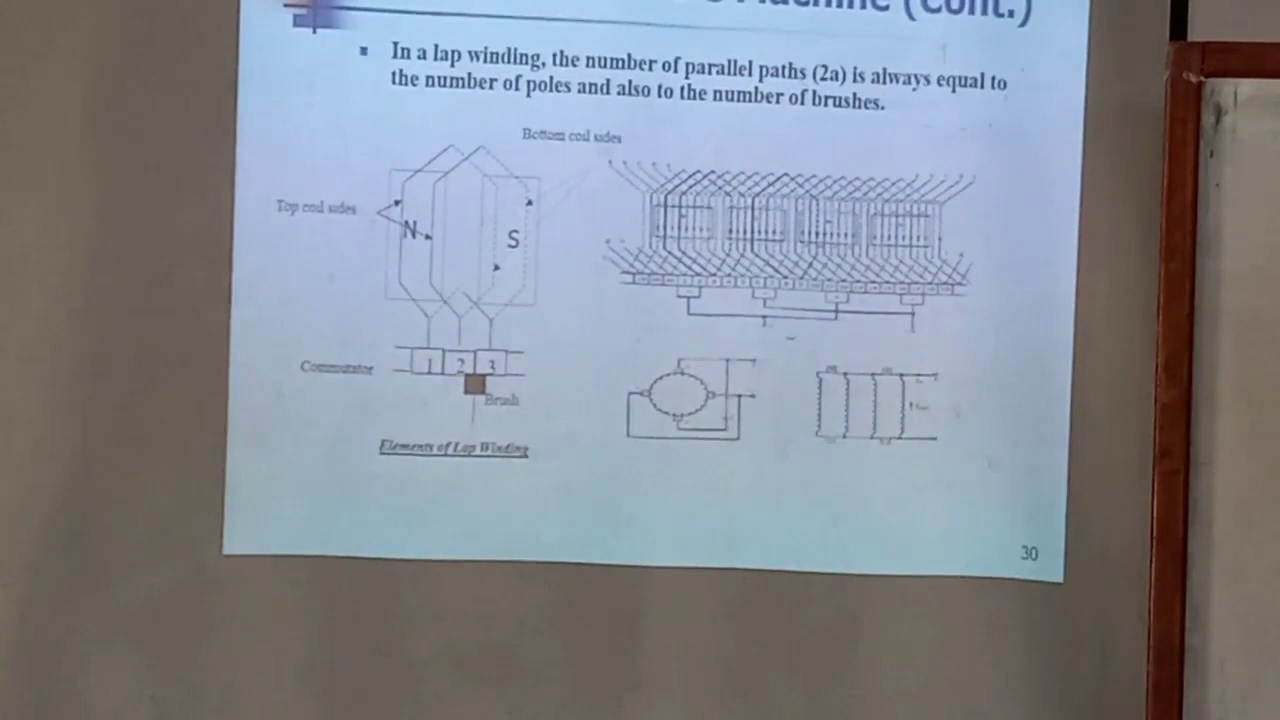 Machine (Cont.)
▪ In a lap winding, the number of parallel paths (2a) is always equal to
the number of poles and also to the number of brushes.
Bottom coil sides
Top coil sides
N
S
Commutator
1 2 3
Brush
Elements of Lap Winding
30